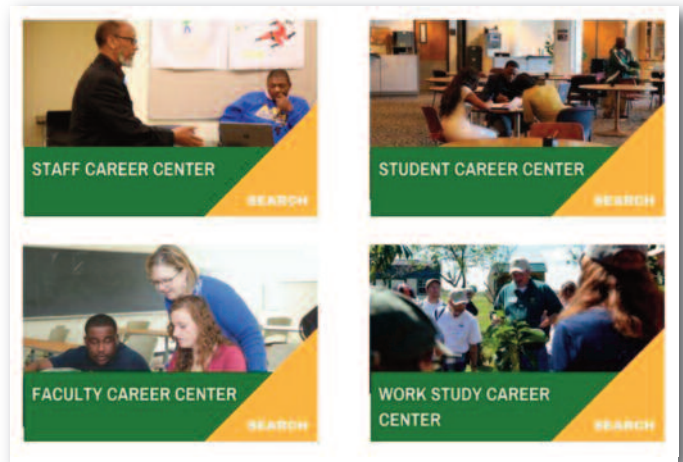 STAFF CAREER CENTER
SEARCH
STUDENT CAREER CENTER
SEARCH
FACULTY CAREER CENTER
SEARCH
WORK STUDY CAREER
CENTER
SEARCH